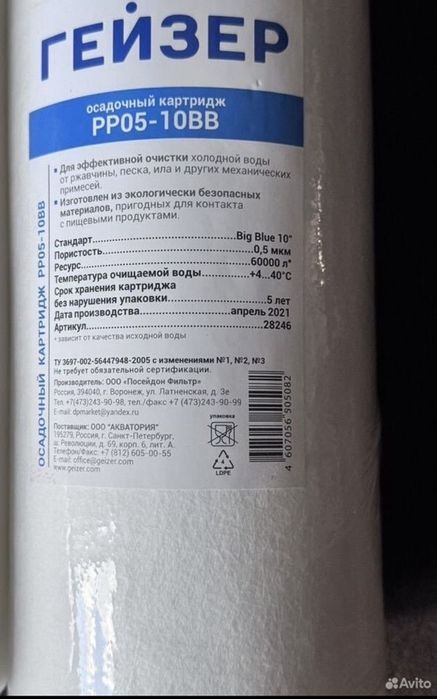 ГЕЙЗЕР
осадочный картридж
PP05-10BB
▪ Для эффективной очистки холодной воды
от ржавчины, песка, ила и других механических
примесей.
▪ Изготовлен из экологически безопасных
материалов, пригодных для контакта
с пищевыми продуктами.
Стандарт....................Big Blue 10"
Пористость....................0,5 мкм
Ресурс....................60000 л*
Температура очищаемой воды..........+4...40°С
Срок хранения картриджа
без нарушения упаковки....................5 лет
Дата производства....................апрель 2021
Артикул....................28246
* зависит от качества исходной воды
ТУ 3697-002-56447948-2005 с изменениями №1, №2, №3
Не требует обязательной сертификации.
Производитель: ООО «Посейдон Фильтр»
Россия, 394040, г. Воронеж, ул. Латненская, д. 3е
Тел.+7(473)243-90-98, тел./факс +7 (473)243-90-99
E-mail: dpmarket@yandex.ru
Поставщик: ООО "АКВАТОРИЯ"
195279, Россия, г. Санкт-Петербург,
ш. Революции, д. 69, корп. 6, лит. А.
Телефон/Факс: +7 (812) 605-00-55
E-mail: office@geizer.com
www.geizer.com
упаковка
4
LDPE
4 607056 505082
ОСАДОЧНЫЙ КАРТРИДЖ PP05-10BB
Avito